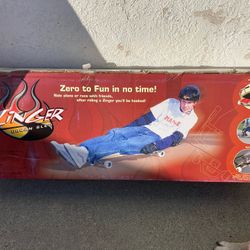 Zero to Fun in no time!
Ride alone or race with friends,
after riding a Zinger you'll be hooked!
ZINGER